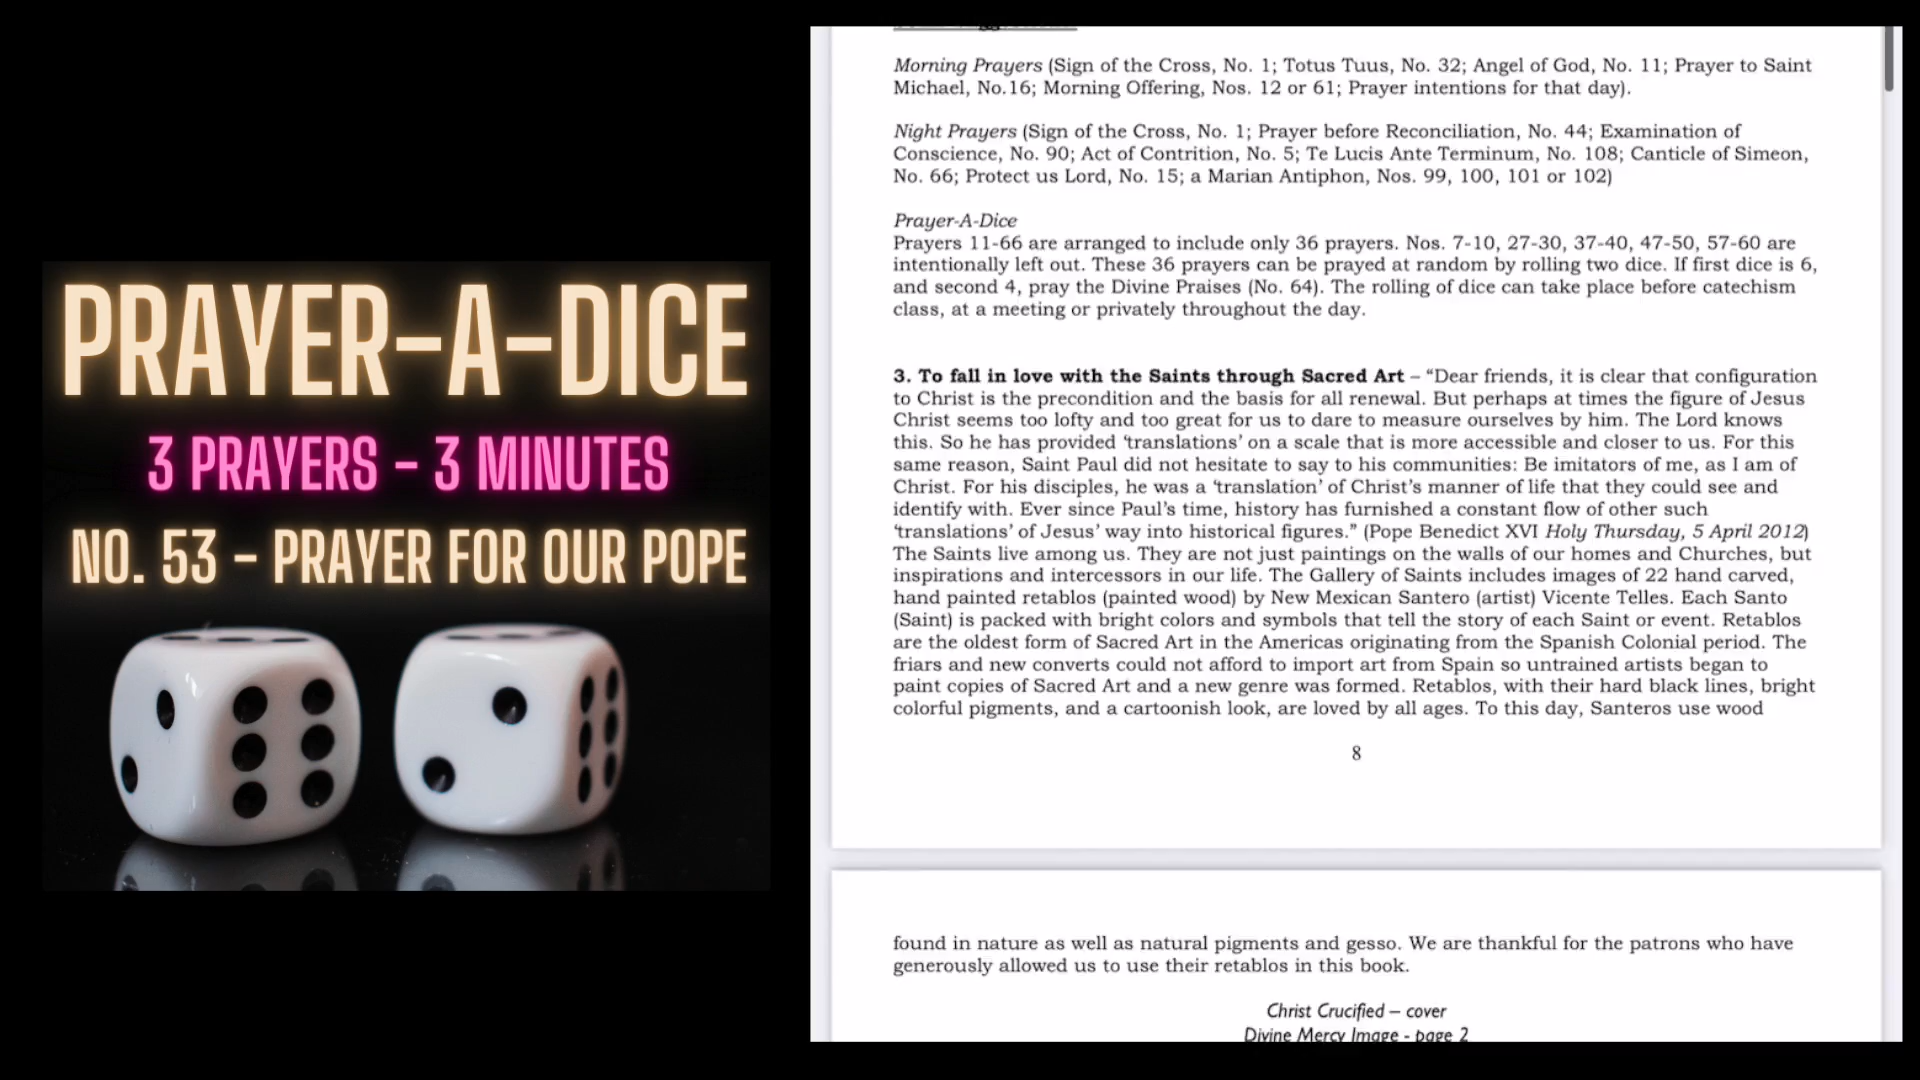 PRAYER-A-DICE
3 PRAYERS - 3 MINUTES
NO. 53 - PRAYER FOR OUR POPE
Morning Prayers (Sign of the Cross, No. 1; Totus Tuus, No. 32; Angel of God, No. 11; Prayer to Saint
Michael, No.16; Morning Offering, Nos. 12 or 61; Prayer intentions for that day).
Night Prayers (Sign of the Cross, No. 1; Prayer before Reconciliation, No. 44; Examination of
Conscience, No. 90; Act of Contrition, No. 5; Te Lucis Ante Terminum, No. 108; Canticle of Simeon,
No. 66; Protect us Lord, No. 15; a Marian Antiphon, Nos. 99, 100, 101 or 102)
Prayer-A-Dice
Prayers 11-66 are arranged to include only 36 prayers. Nos. 7-10, 27-30, 37-40, 47-50, 57-60 are
intentionally left out. These 36 prayers can be prayed at random by rolling two dice. If first dice is 6,
and second 4, pray the Divine Praises (No. 64). The rolling of dice can take place before catechism
class, at a meeting or privately throughout the day.
3. To fall in love with the Saints through Sacred Art – “Dear friends, it is clear that configuration
to Christ is the precondition and the basis for all renewal. But perhaps at times the figure of Jesus
Christ seems too lofty and too great for us to dare to measure ourselves by him. The Lord knows
this. So he has provided ‘translations’ on a scale that is more accessible and closer to us. For this
same reason, Saint Paul did not hesitate to say to his communities: Be imitators of me, as I am of
Christ. For his disciples, he was a ‘translation’ of Christ’s manner of life that they could see and
identify with. Ever since Paul’s time, history has furnished a constant flow of other such
‘translations’ of Jesus’ way into historical figures.” (Pope Benedict XVI Holy Thursday, 5 April 2012)
The Saints live among us. They are not just paintings on the walls of our homes and Churches, but
inspirations and intercessors in our life. The Gallery of Saints includes images of 22 hand carved,
hand painted retablos (painted wood) by New Mexican Santero (artist) Vicente Telles. Each Santo
(Saint) is packed with bright colors and symbols that tell the story of each Saint or event. Retablos
are the oldest form of Sacred Art in the Americas originating from the Spanish Colonial period. The
friars and new converts could not afford to import art from Spain so untrained artists began to
paint copies of Sacred Art and a new genre was formed. Retablos, with their hard black lines, bright
colorful pigments, and a cartoonish look, are loved by all ages. To this day, Santeros use wood
8
found in nature as well as natural pigments and gesso. We are thankful for the patrons who have
generously allowed us to use their retablos in this book.
Christ Crucified – cover
Divine Mercy Image - page 2